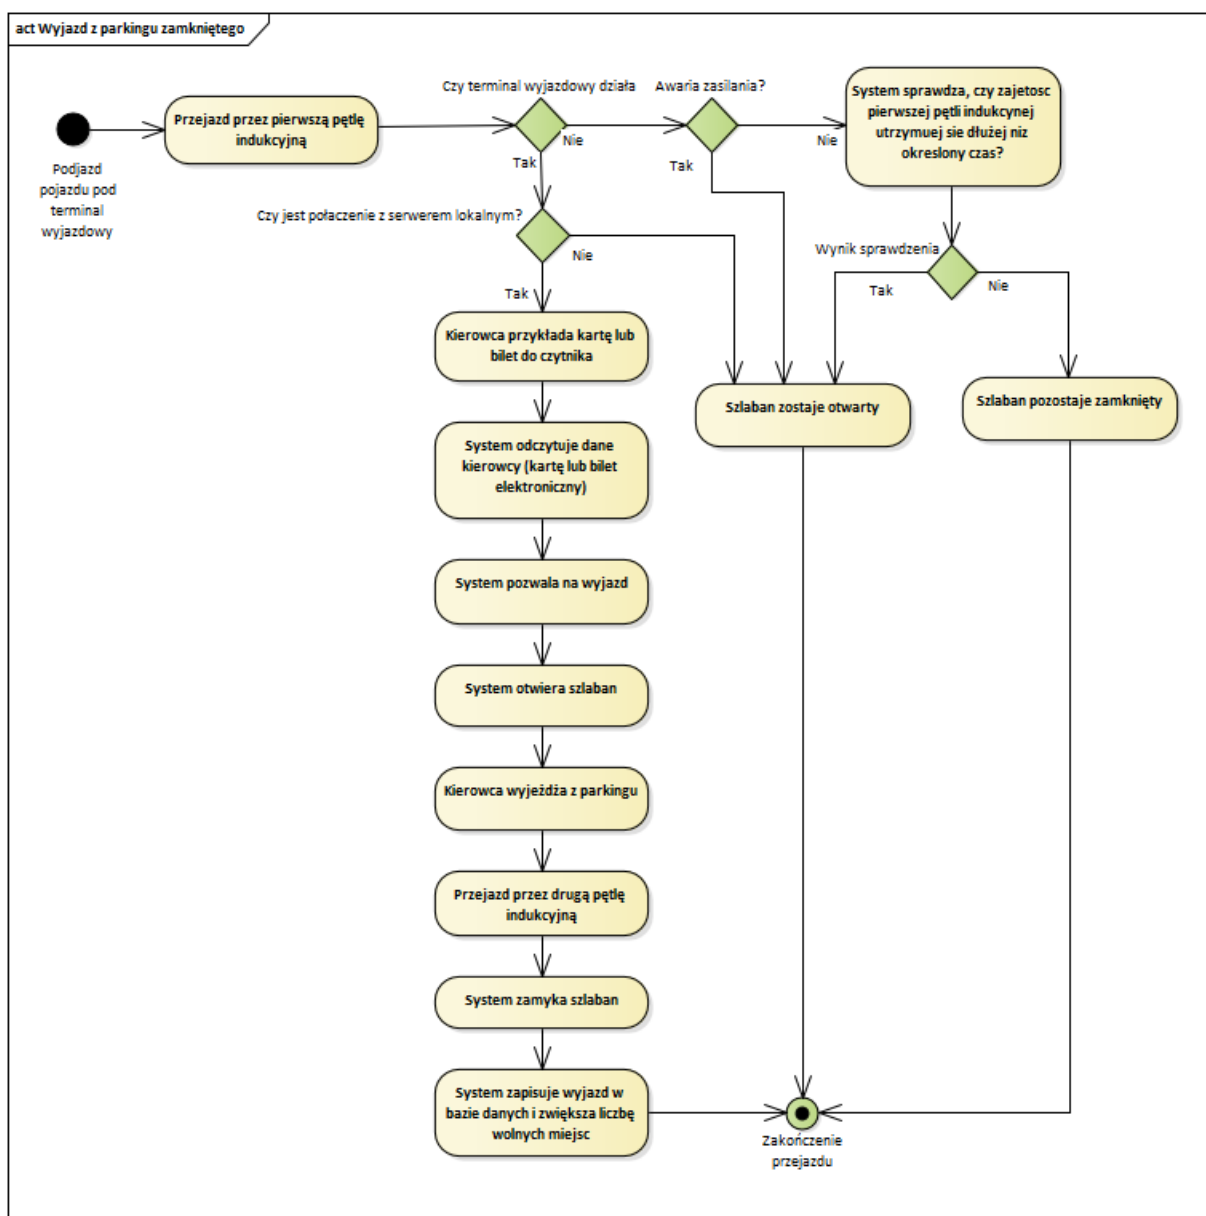 act Wyjazd z parkingu zamkniętego
Czy terminal wyjazdowy działa
Awaria zasilania?
System sprawdza, czy zajetosc
pierwszej pętli indukcynej
utrzymuej sie dłużej niz
okreslony czas?
Przejazd przez pierwszą pętlę
indukcyjną
Nie
Nie
Podjazd
pojazdu pod
terminal
wyjazdowy
Tak
Tak
Czy jest połaczenie z serwerem lokalnym?
Nie
Wynik sprawdzenia
Tak
Nie
Tak
Kierowca przykłada kartę lub
bilet do czytnika
Szlaban zostaje otwarty
Szlaban pozostaje zamknięty
System odczytuje dane
kierowcy (kartę lub bilet
elektroniczny)
System pozwala na wyjazd
System otwiera szlaban
Kierowca wyjeżdża z parkingu
Przejazd przez drugą pętlę
indukcyjną
System zamyka szlaban
System zapisuje wyjazd w
bazie danych i zwiększa liczbę
wolnych miejsc
Zakończenie
przejazdu